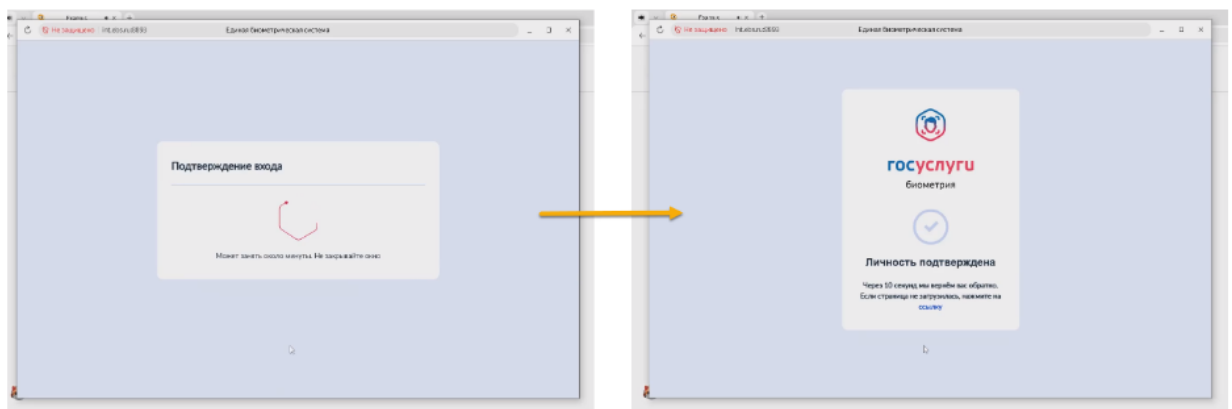 Не защищено
Единая биометрическая система
Подтверждение входа
Может занять около минуты. Не закрывайте окно
Не защищено
Единая биометрическая система
госуслуги
биометрия
Личность подтверждена
Через 10 секунд мы вернём вас обратно.
Если страница не загрузилась, нажмите на
ссылку